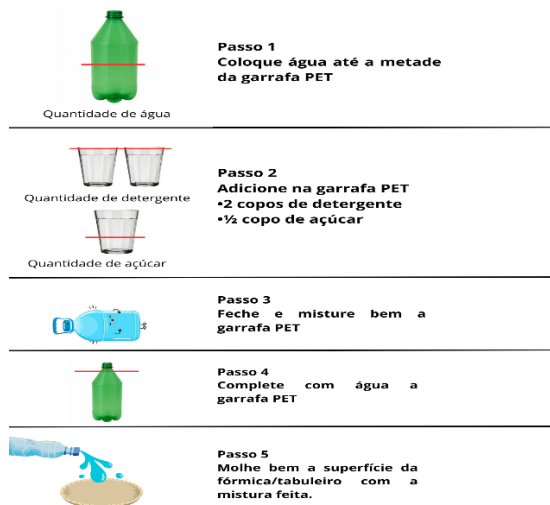 Passo 1
Coloque água até a metade
da garrafa PET
Quantidade de água
Passo 2
Adicione na garrafa PET
•2 copos de detergente
•½ copo de açúcar
Quantidade de detergente
Quantidade de açúcar
Passo 3
Feche e misture bem a
garrafa PET
Passo 4
Complete com água a
garrafa PET
Passo 5
Molhe bem a superfície da
fórmica/tabuleiro com a
mistura feita.